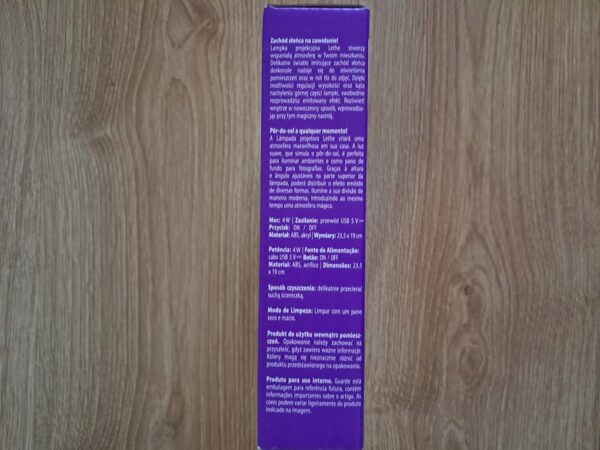 Zachód słońca na zawołanie!
Lampka projekcyjna Lethe stworzy
wspaniałą atmosferę w Twoim mieszkaniu.
Delikatne światło imitujące zachód słońca
doskonale nadaje się do oświetlenia
pomieszczeń oraz w roli tła do zdjęć. Dzięki
możliwości regulacji wysokości oraz kąta
nachylenia górnej części lampki, swobodnie
rozprowadzisz emitowany efekt. Rozświetl
wnętrze w nowoczenny sposób, wprowadza-
jąc przy tym magiczny nastrój.
Pôr-do-sol a qualquer momento!
A Lâmpada projetora Lethe criará uma
atmosfera maravilhosa em sua casa. A luz
suave, que simula o pôr-do-sol, é perfeita
para iluminar ambientes e como pano de
fundo para fotografias. Graças à altura
e ângulo ajustáveis na parte superior da
lâmpada, poderá distribuir o efeito emitido
de diversas formas. Ilumine a sua divisão de
maneira moderna, introduzindo ao mesmo
tempo uma atmosfera mágica.
Moc: 4 W | Zasilanie: przewód USB 5 V
Przycisk: ON / OFF
Materiał: ABS, akryl | Wymiary: 23,5 x 19 cm
Potência: 4 W | Fonte de Alimentação:
cabo USB 5 V Botão: ON / OFF
Material: ABS, acrílico | Dimensões: 23,5
x 19 cm
Sposób czyszczenia: delikatnie przecierać
suchą ściereczką.
Modo de Limpeza: Limpar com um pano
seco e macio.
Produkt do użytku wewnątrz pomiesz-
czeń. Opakowanie należy zachować na
przyszłość, gdyż zawiera ważne informacje.
Kolory mogą się nieznacznie różnić od
produktu przedstawionego na opakowaniu.
Produto para uso interno. Guarde esta
embalagem para referência futura, contém
informações importantes sobre o artigo. As
cores podem variar ligeiramente do produto
indicado na imagem.